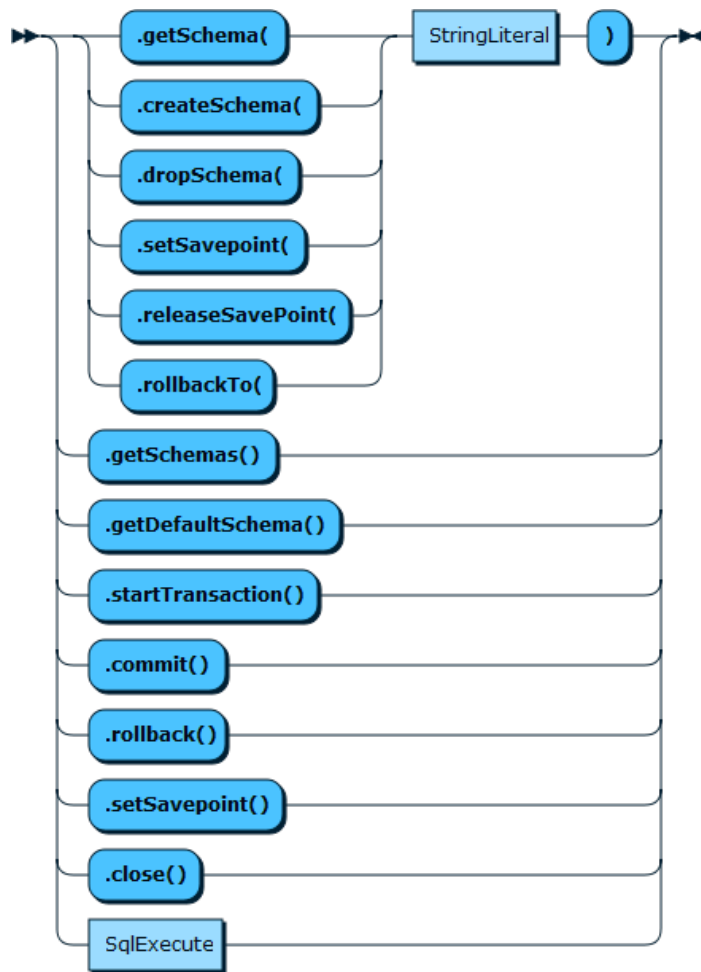 .getSchema( StringLiteral )
.createSchema(
.dropSchema(
.setSavepoint(
.releaseSavePoint(
.rollbackTo(
.getSchemas()
.getDefaultSchema()
.startTransaction()
.commit()
.rollback()
.setSavepoint()
.close()
SqlExecute